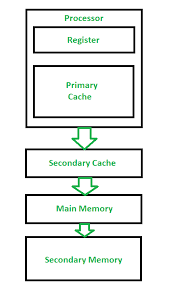 Processor
Register
Primary
Cache
Secondary Cache
Main Memory
Secondary Memory